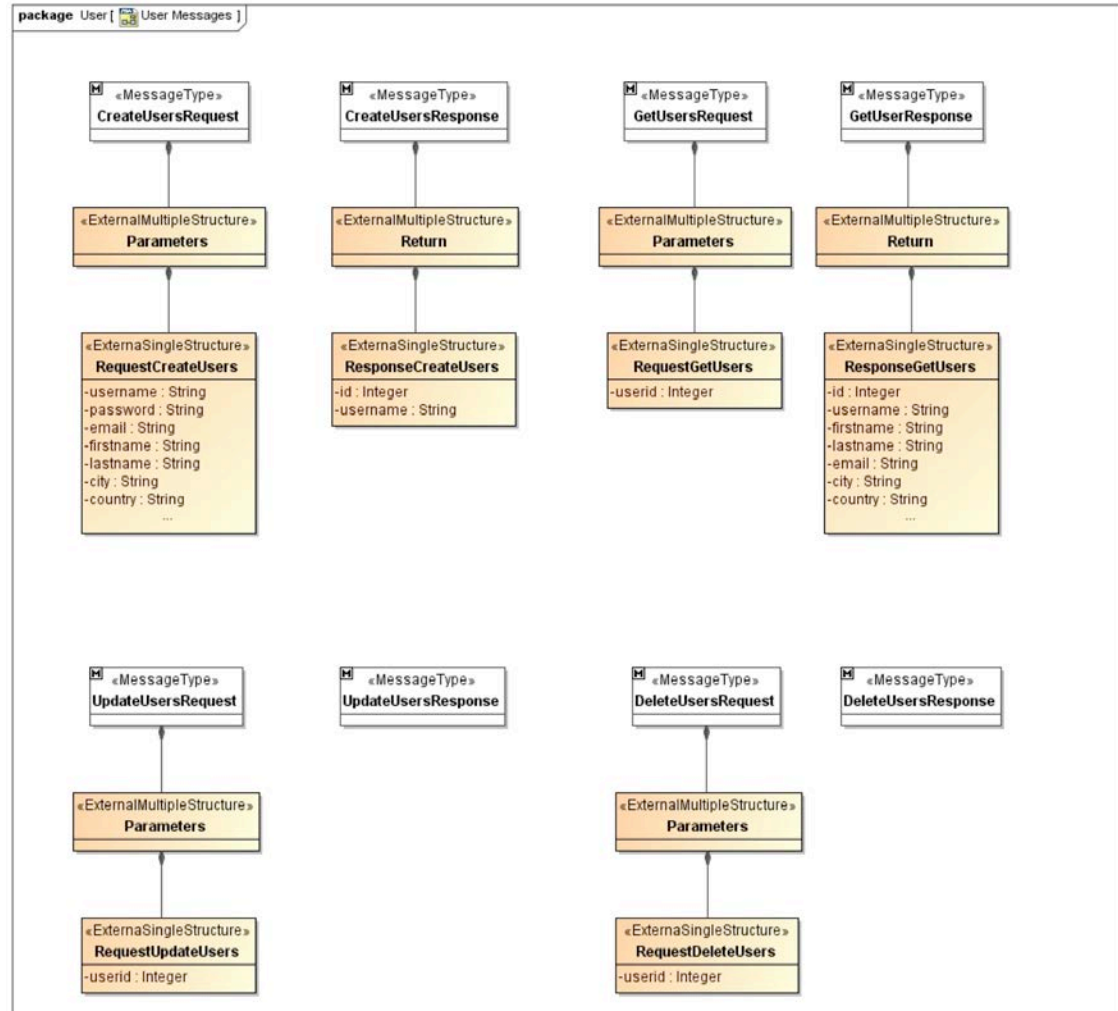 package User [ User Messages ]
«MessageType»
CreateUsersRequest
«MessageType»
CreateUsersResponse
«MessageType»
GetUsersRequest
«MessageType»
GetUserResponse
«ExternalMultipleStructure»
Parameters
«ExternalMultipleStructure»
Return
«ExternalMultipleStructure»
Parameters
«ExternalMultipleStructure»
Return
«ExternaSingleStructure»
RequestCreateUsers
-username : String
-password : String
-email : String
-firstname : String
-lastname : String
-city : String
-country : String
...
«ExternaSingleStructure»
ResponseCreateUsers
-id : Integer
-username : String
«ExternaSingleStructure»
RequestGetUsers
-userid : Integer
«ExternaSingleStructure»
ResponseGetUsers
-id : Integer
-username : String
-firstname : String
-lastname : String
-email : String
-city : String
-country : String
...
«MessageType»
UpdateUsersRequest
«MessageType»
UpdateUsersResponse
«MessageType»
DeleteUsersRequest
«MessageType»
DeleteUsersResponse
«ExternalMultipleStructure»
Parameters
«ExternalMultipleStructure»
Parameters
«ExternaSingleStructure»
RequestUpdateUsers
-userid : Integer
«ExternaSingleStructure»
RequestDeleteUsers
-userid : Integer